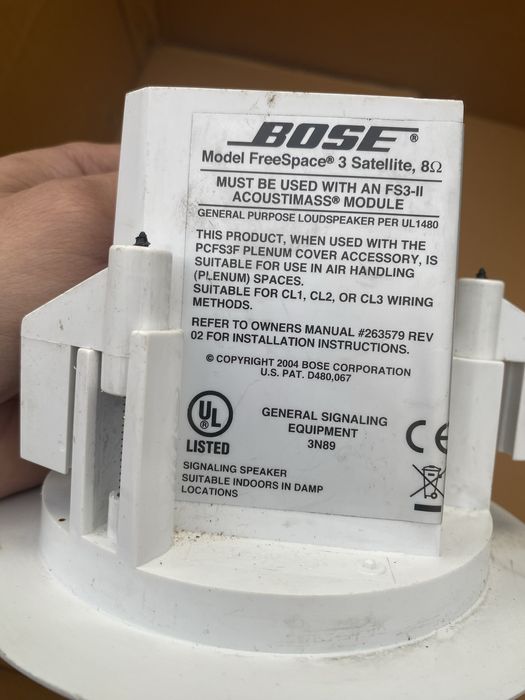 BOSE®
Model FreeSpace® 3 Satellite, 8Ω
MUST BE USED WITH AN FS3-II
ACOUSTIMASS® MODULE
GENERAL PURPOSE LOUDSPEAKER PER UL1480
THIS PRODUCT, WHEN USED WITH THE
PCFS3F PLENUM COVER ACCESSORY, IS
SUITABLE FOR USE IN AIR HANDLING
(PLENUM) SPACES.
SUITABLE FOR CL1, CL2, OR CL3 WIRING
METHODS.
REFER TO OWNERS MANUAL #263579 REV
02 FOR INSTALLATION INSTRUCTIONS.
© COPYRIGHT 2004 BOSE CORPORATION
U.S. PAT. D480,067
UL®
LISTED
GENERAL SIGNALING
EQUIPMENT
3N89
CE
SIGNALING SPEAKER
SUITABLE INDOORS IN DAMP
LOCATIONS